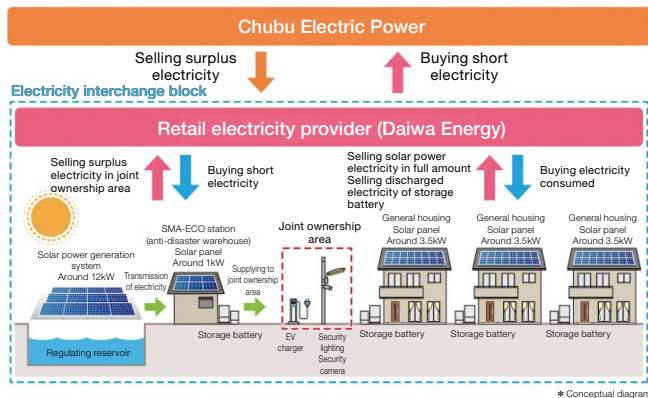 Chubu Electric Power
Selling surplus
electricity
Buying short
electricity
Electricity interchange block
Retail electricity provider (Daiwa Energy)
Selling surplus
electricity in joint
ownership area
Buying short
electricity
Selling solar power
electricity in full amount
Selling discharged
electricity of storage
battery
Buying electricity
consumed
Solar power generation
system
Around 12kW
Transmission
of electricity
SMA-ECO station
(anti-disaster warehouse)
Solar panel
Around 1kW
Supplying to
joint ownership
area
Joint ownership
area
General housing
Solar panel
Around 3.5kW
General housing
Solar panel
Around 3.5kW
General housing
Solar panel
Around 3.5kW
Regulating reservoir
Storage battery
EV
charger
Security
lighting
Security
camera
Storage battery
Storage battery
Storage battery
* Conceptual diagram